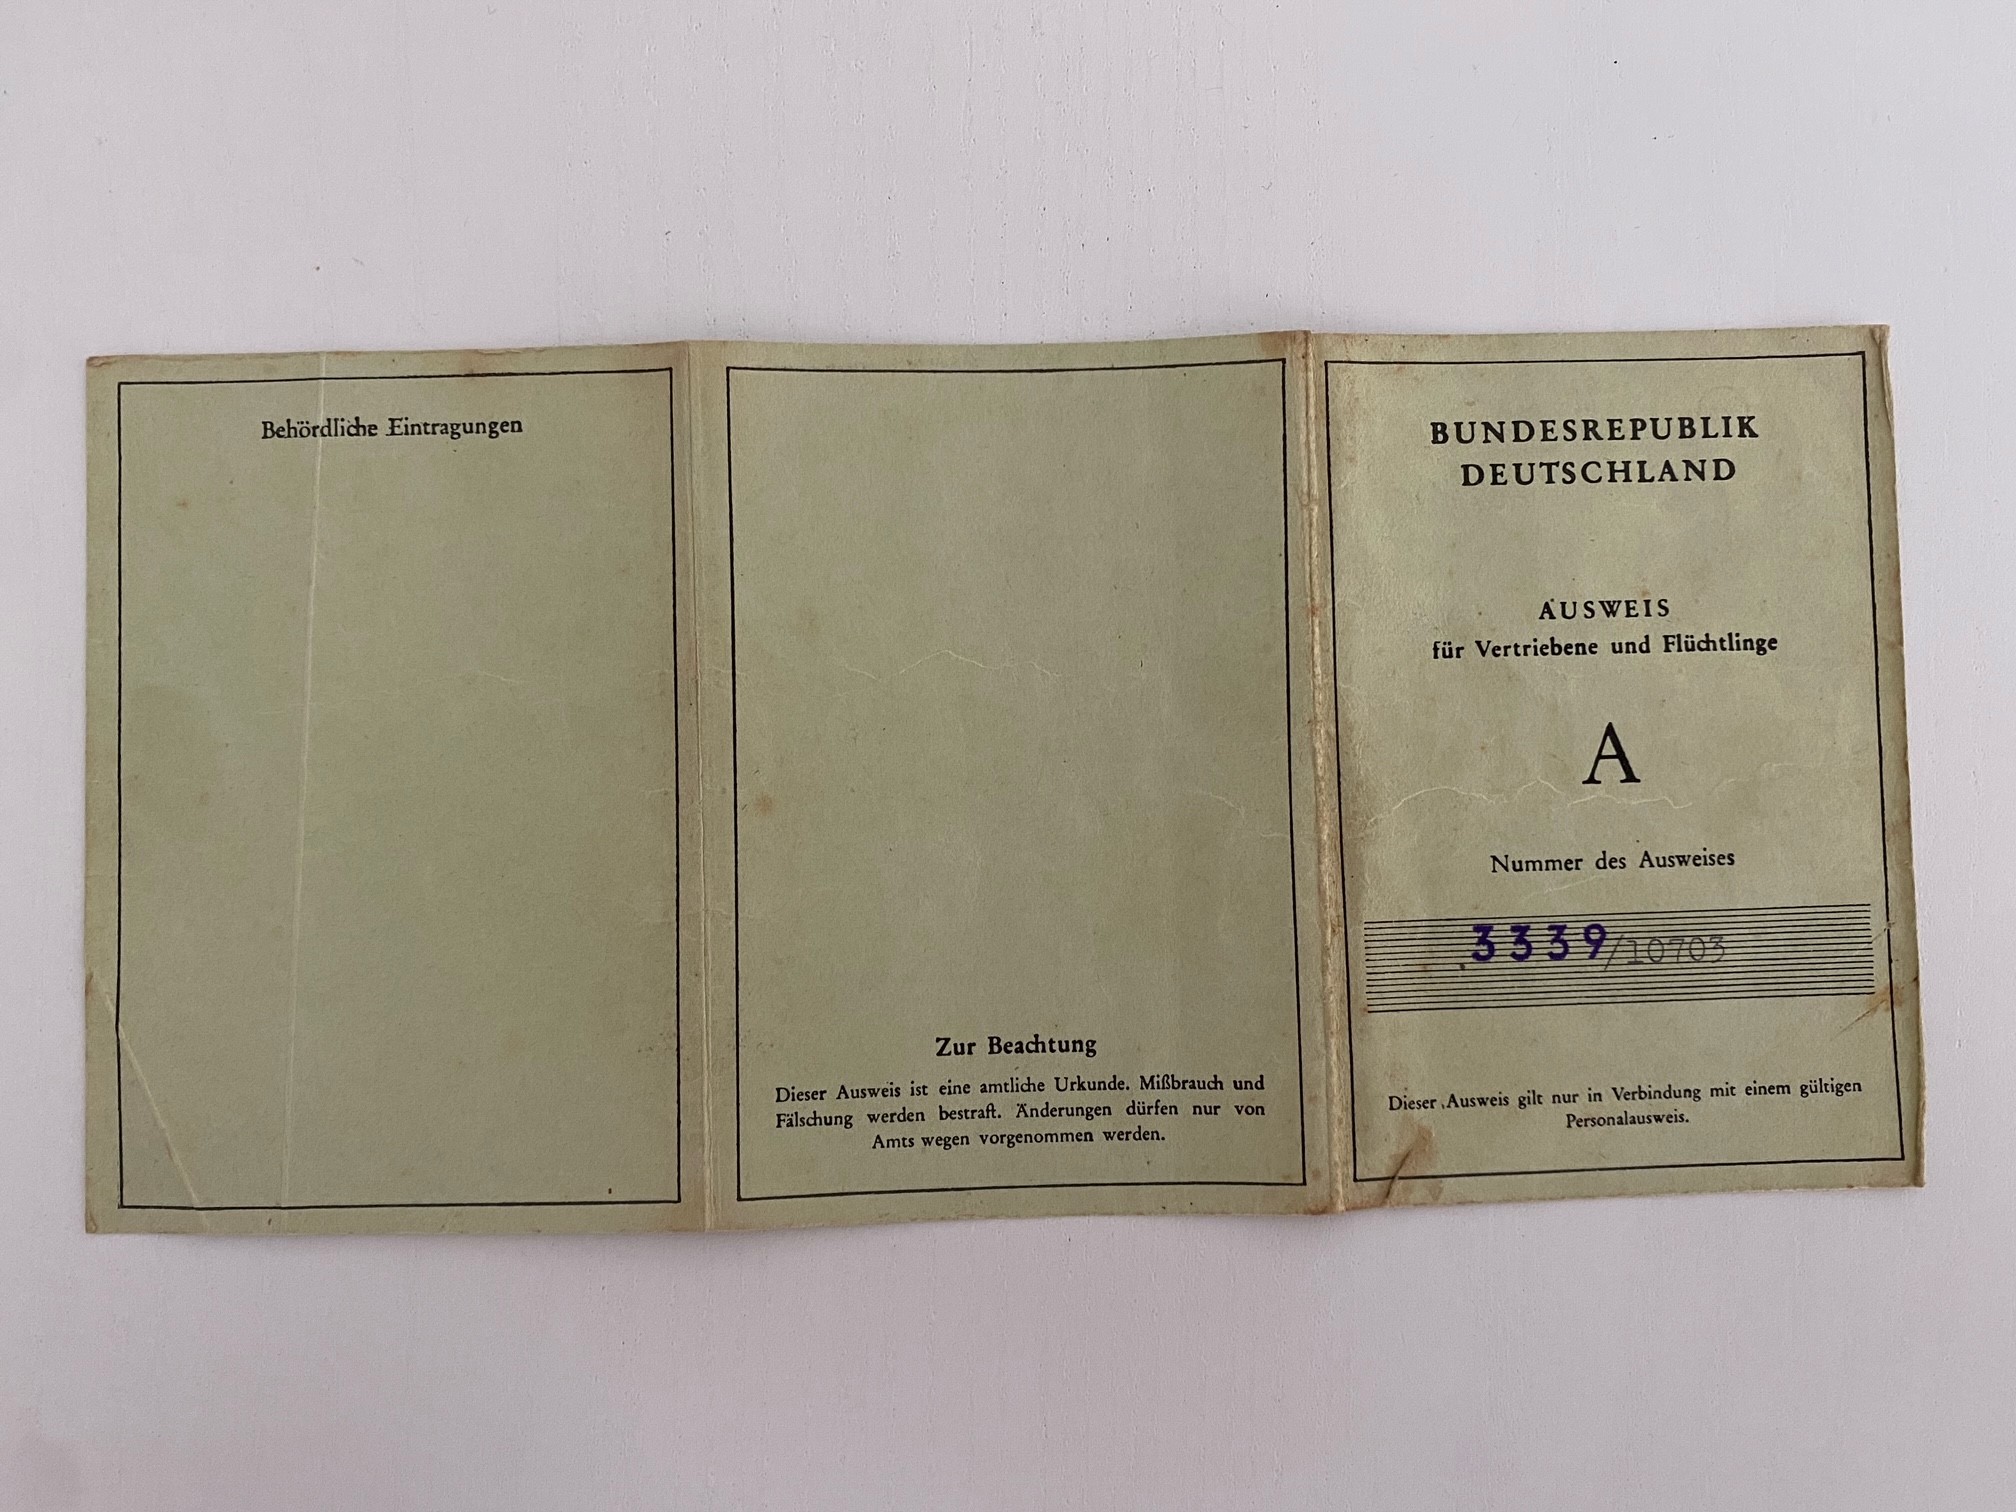 Behördliche Eintragungen
Zur Beachtung
Dieser Ausweis ist eine amtliche Urkunde. Mißbrauch und
Fälschung werden bestraft. Änderungen dürfen nur von
Amts wegen vorgenommen werden.
BUNDESREPUBLIK
DEUTSCHLAND
AUSWEIS
für Vertriebene und Flüchtlinge
A
Nummer des Ausweises
3339/10703
Dieser Ausweis gilt nur in Verbindung mit einem gültigen
Personalausweis.